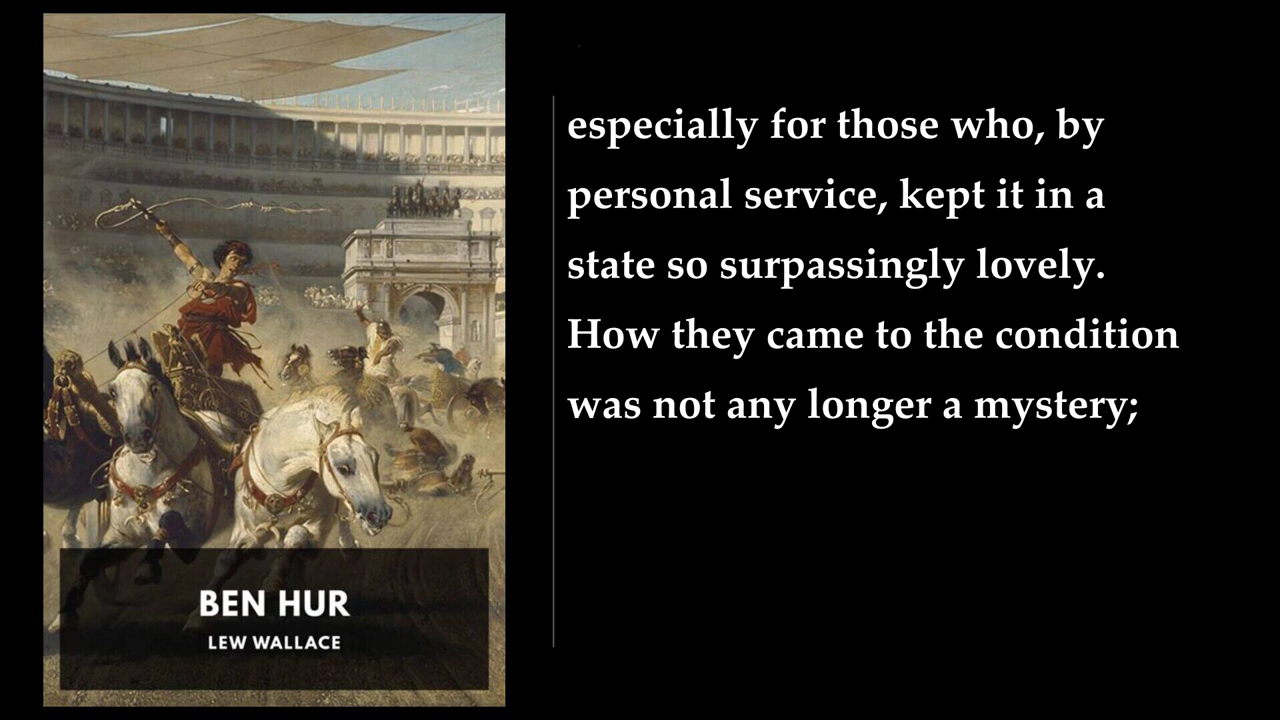 especially for those who, by
personal service, kept it in a
state so surpassingly lovely.
How they came to the condition
was not any longer a mystery;
BEN HUR
LEW WALLACE